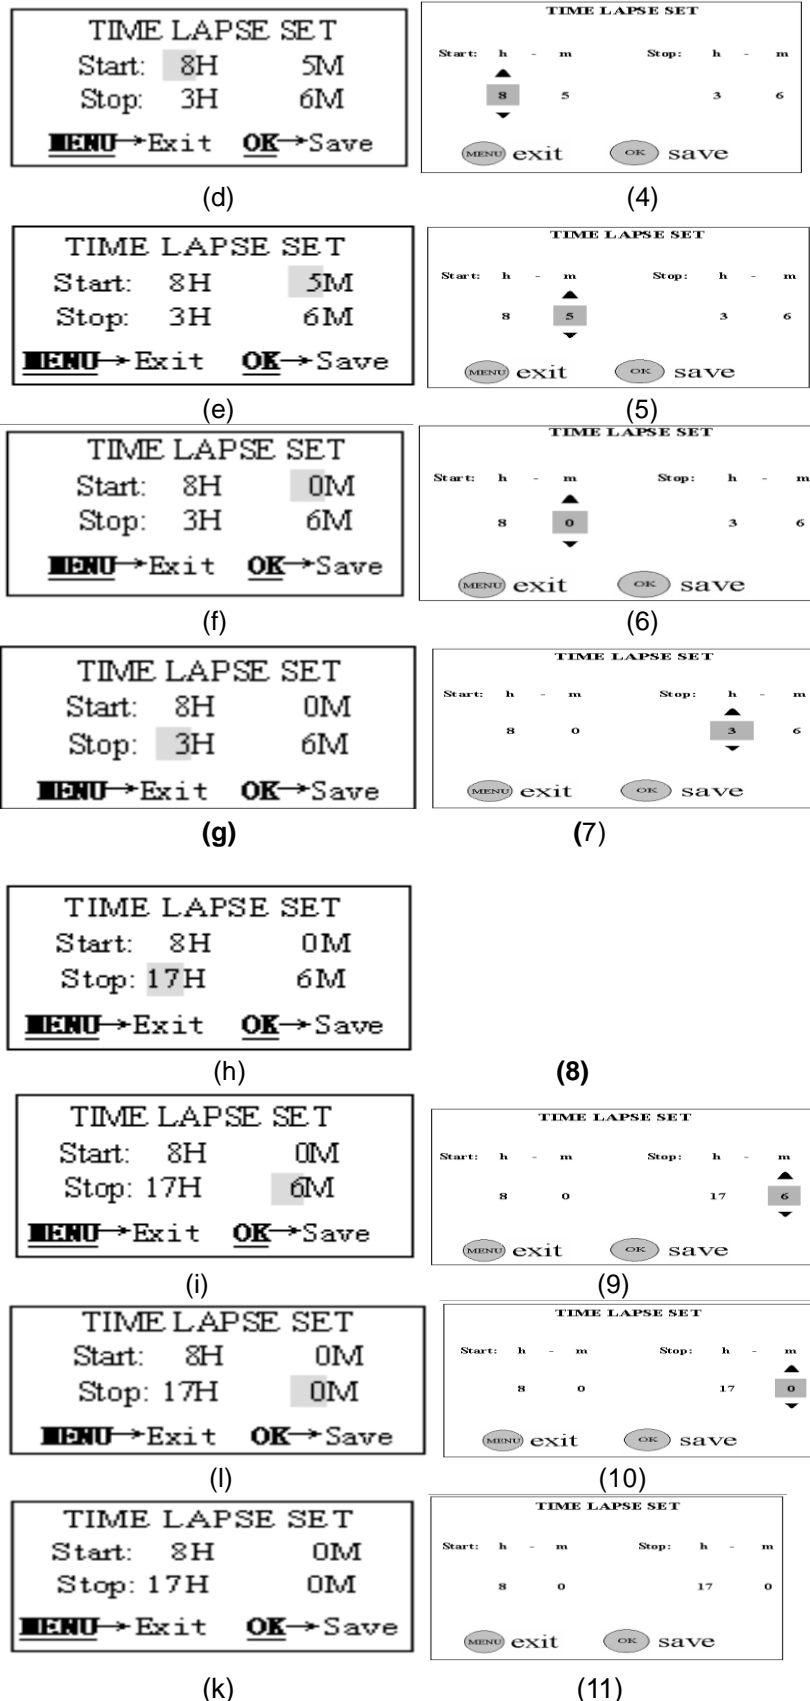 TIME LAPSE SET
Start: 8H 5M
Stop: 3H 6M
MENU→Exit OK→Save
(d)
TIME LAPSE SET
Start: h - m Stop: h - m
8 5 3 6
MENU exit OK save
(4)
TIME LAPSE SET
Start: 8H 5M
Stop: 3H 6M
MENU→Exit OK→Save
(e)
TIME LAPSE SET
Start: h - m Stop: h - m
8 5 3 6
MENU exit OK save
(5)
TIME LAPSE SET
Start: 8H 0M
Stop: 3H 6M
MENU→Exit OK→Save
(f)
TIME LAPSE SET
Start: h - m Stop: h - m
8 0 3 6
MENU exit OK save
(6)
TIME LAPSE SET
Start: 8H 0M
Stop: 3H 6M
MENU→Exit OK→Save
(g)
TIME LAPSE SET
Start: h - m Stop: h - m
8 0 3 6
MENU exit OK save
(7)
TIME LAPSE SET
Start: 8H 0M
Stop: 17H 6M
MENU→Exit OK→Save
(h)
(8)
TIME LAPSE SET
Start: 8H 0M
Stop: 17H 6M
MENU→Exit OK→Save
(i)
TIME LAPSE SET
Start: h - m Stop: h - m
8 0 17 6
MENU exit OK save
(9)
TIME LAPSE SET
Start: 8H 0M
Stop: 17H 0M
MENU→Exit OK→Save
(l)
TIME LAPSE SET
Start: h - m Stop: h - m
8 0 17 0
MENU exit OK save
(10)
TIME LAPSE SET
Start: 8H 0M
Stop: 17H 0M
MENU→Exit OK→Save
(k)
TIME LAPSE SET
Start: h - m Stop: h - m
8 0 17 0
MENU exit OK save
(11)